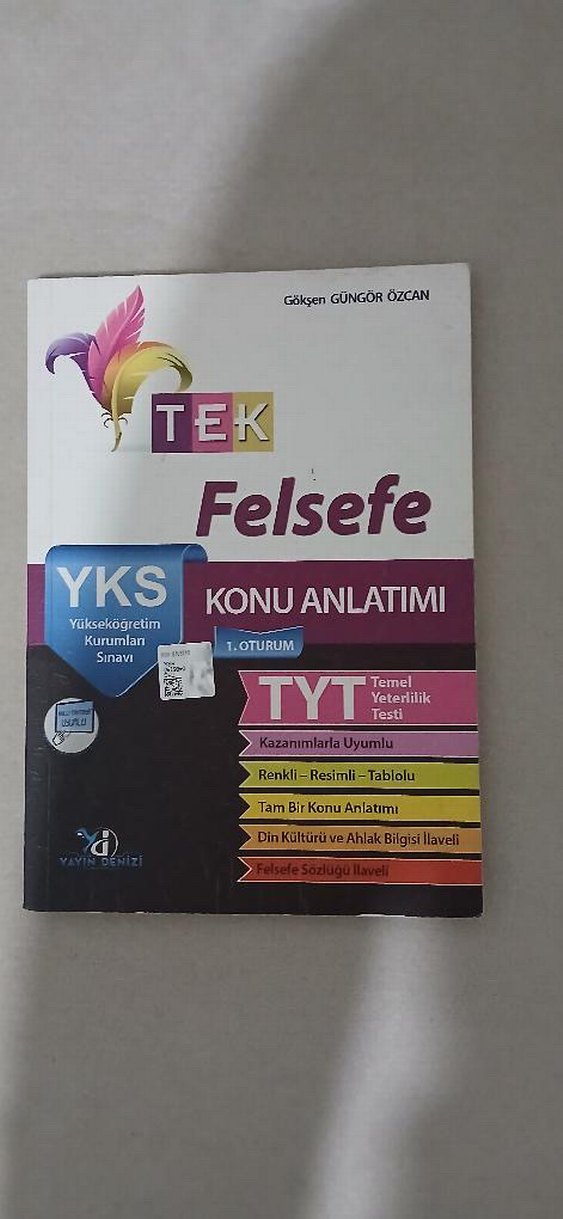 Gökşen GÜNGÖR ÖZCAN
TEK
Felsefe
YKS
Yükseköğretim
Kurumları
Sınavı
KONU ANLATIMI
1. OTURUM
TYT
Temel
Yeterlilik
Testi
Kazanımlarla Uyumlu
Renkli – Resimli – Tablolu
Tam Bir Konu Anlatımı
Din Kültürü ve Ahlak Bilgisi İlaveli
Felsefe Sözlüğü İlaveli
UYUMLU
YAYIN DENİZİ